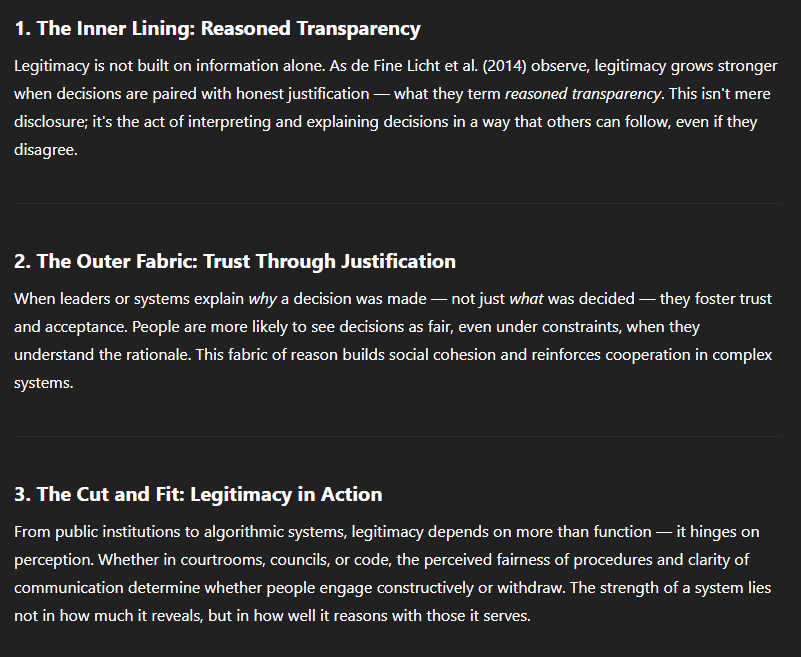 1. The Inner Lining: Reasoned Transparency
Legitimacy is not built on information alone. As de Fine Licht et al. (2014) observe, legitimacy grows stronger
when decisions are paired with honest justification — what they term reasoned transparency. This isn't mere
disclosure; it's the act of interpreting and explaining decisions in a way that others can follow, even if they
disagree.
2. The Outer Fabric: Trust Through Justification
When leaders or systems explain why a decision was made — not just what was decided — they foster trust
and acceptance. People are more likely to see decisions as fair, even under constraints, when they
understand the rationale. This fabric of reason builds social cohesion and reinforces cooperation in complex
systems.
3. The Cut and Fit: Legitimacy in Action
From public institutions to algorithmic systems, legitimacy depends on more than function — it hinges on
perception. Whether in courtrooms, councils, or code, the perceived fairness of procedures and clarity of
communication determine whether people engage constructively or withdraw. The strength of a system lies
not in how much it reveals, but in how well it reasons with those it serves.